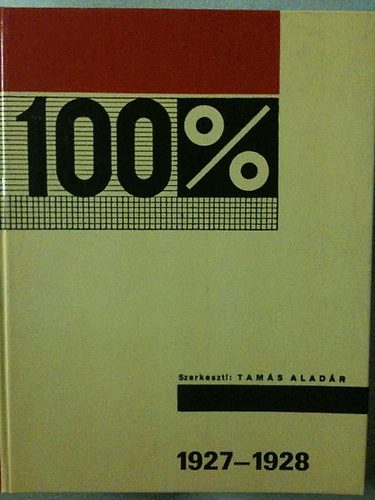 100%
Szerkeszti: TAMÁS ALADÁR
1927–1928